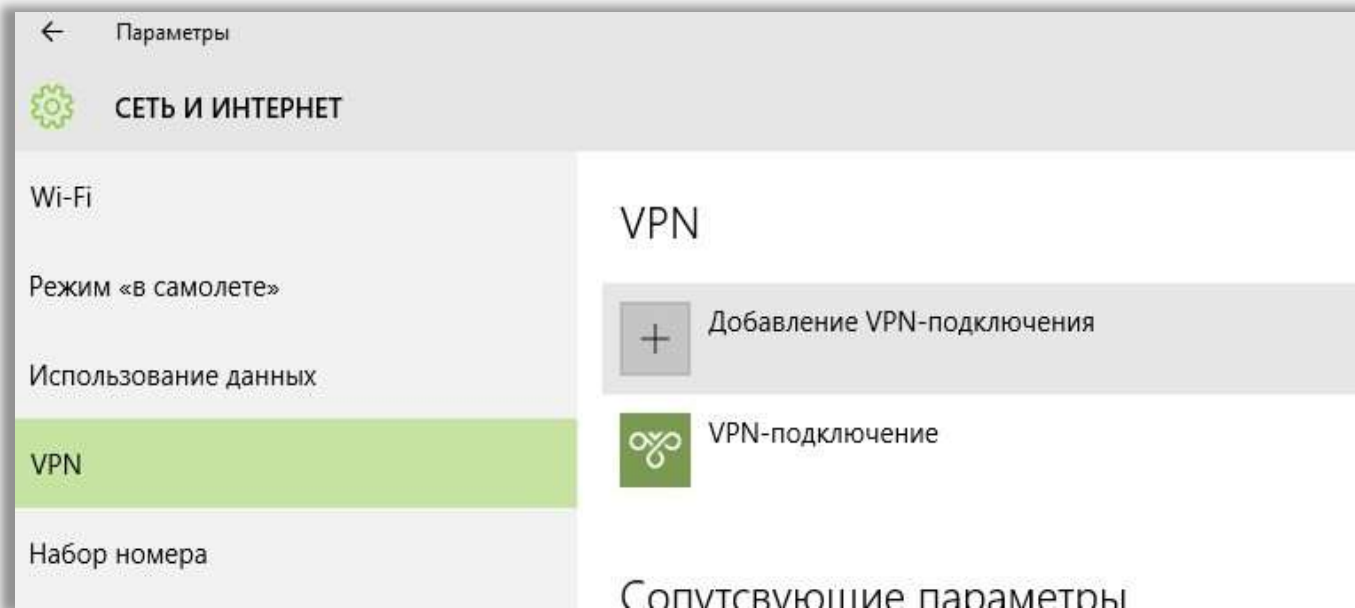 Параметры
СЕТЬ И ИНТЕРНЕТ
Wi-Fi
Режим «в самолете»
Использование данных
VPN
Набор номера
VPN
Добавление VPN-подключения
VPN-подключение
Сопутсвующие параметры